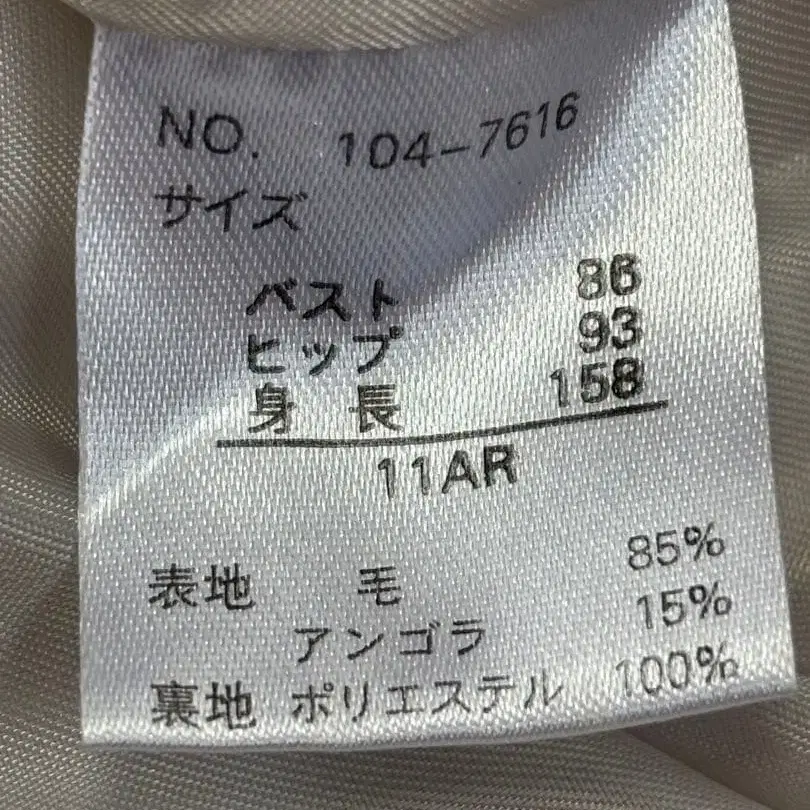 NO. 104-7616
サイズ
バスト 86
ヒップ 93
身長 158
11AR
表地 毛 85%
アンゴラ 15%
裏地 ポリエステル 100%